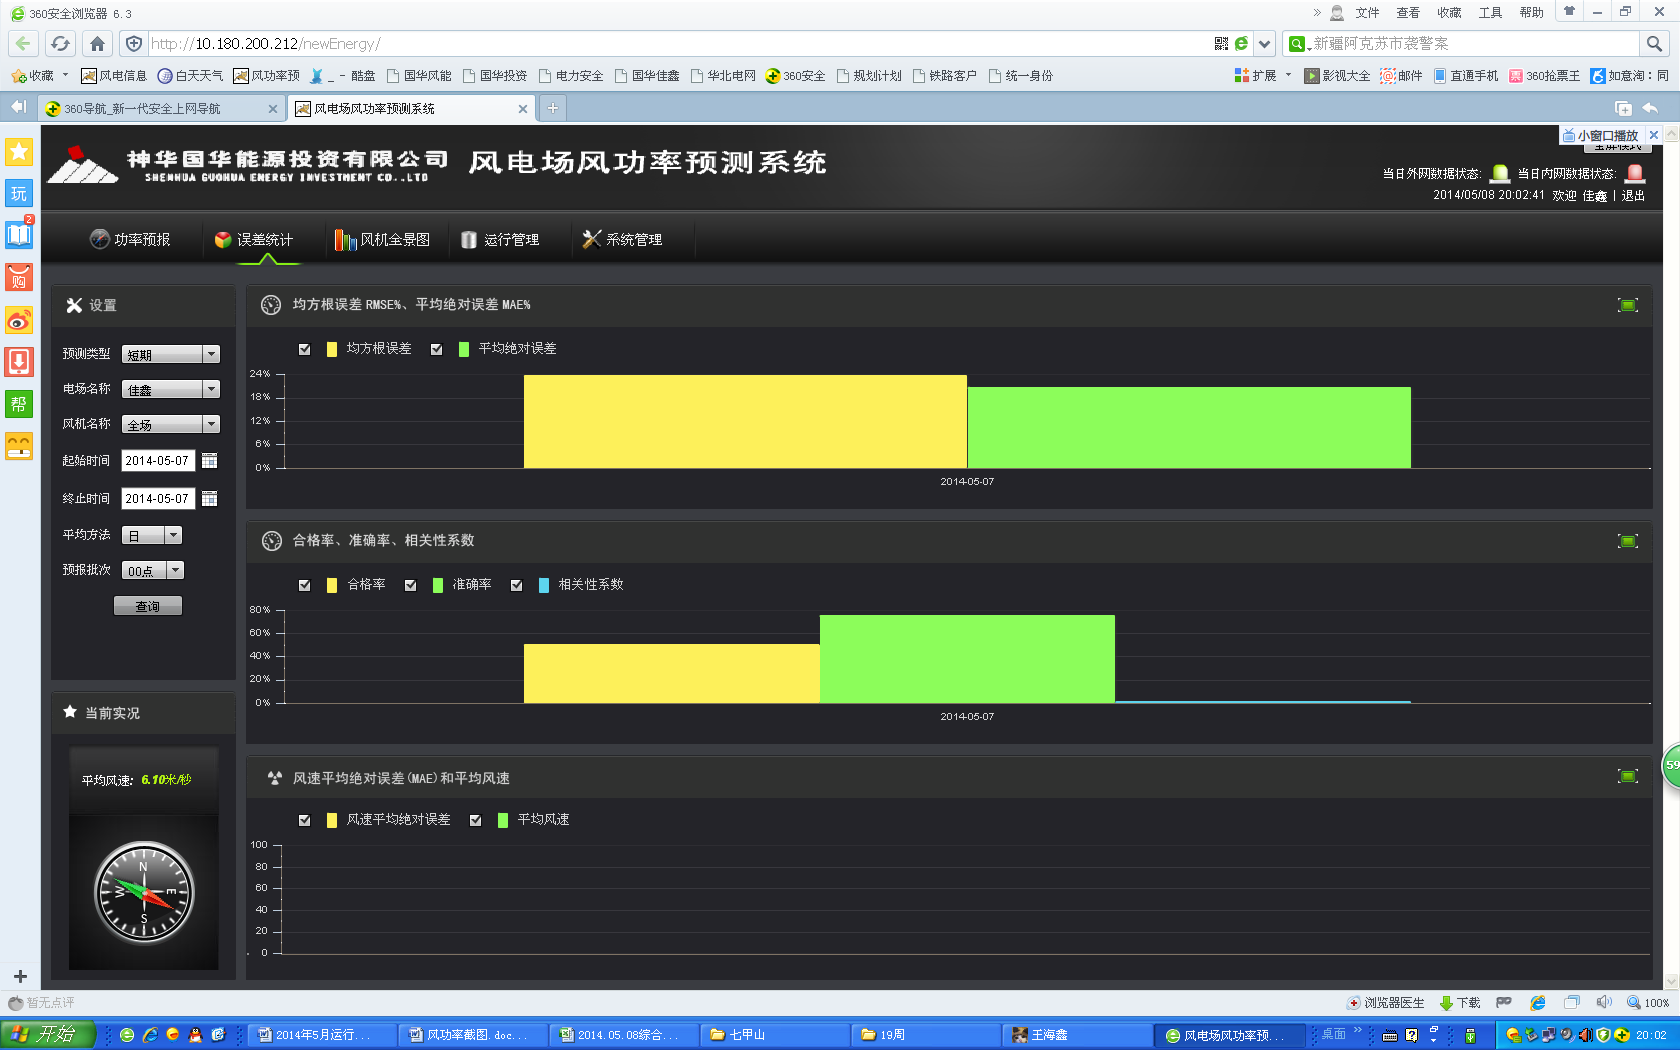 360安全浏览器 6.3
» 文件 查看 收藏 工具 帮助
http://10.180.200.212/newEnergy/
新疆阿克苏市袭警案
收藏 风电信息 白天天气 风功率预 _ - 酷盘 国华风能 国华投资 电力安全 国华佳鑫 华北电网 360安全 规划计划 铁路客户 统一身份
扩展 影视大全 邮件 直通手机 360抢票王 如意淘：同
360导航_新一代安全上网导航
风电场风功率预测系统
小窗口播放
神华国华能源投资有限公司
SHENHUA GUOHUA ENERGY INVESTMENT CO.,LTD
风电场风功率预测系统
全屏模式
当日外网数据状态: 当日内网数据状态:
2014/05/08 20:02:41 欢迎 佳鑫 | 退出
功率预报 误差统计 风机全景图 运行管理 系统管理
玩
2
购
帮
设置
预测类型 短期
电场名称 佳鑫
风机名称 全场
起始时间 2014-05-07
终止时间 2014-05-07
平均方法 日
预报批次 00点
查询
当前实况
平均风速: 6.10米/秒
N
W E
S
均方根误差 RMSE%、平均绝对误差 MAE%
均方根误差 平均绝对误差
24%
18%
12%
6%
0%
2014-05-07
合格率、准确率、相关性系数
合格率 准确率 相关性系数
80%
60%
40%
20%
0%
2014-05-07
风速平均绝对误差(MAE)和平均风速
风速平均绝对误差 平均风速
100
80
60
40
20
0
59
暂无点评
浏览器医生 下载 100%
开始
2014年5月运行...
风功率截图.doc...
2014.05.08综合...
七甲山
19周
王海鑫
风电场风功率预...
桌面 »
20:02